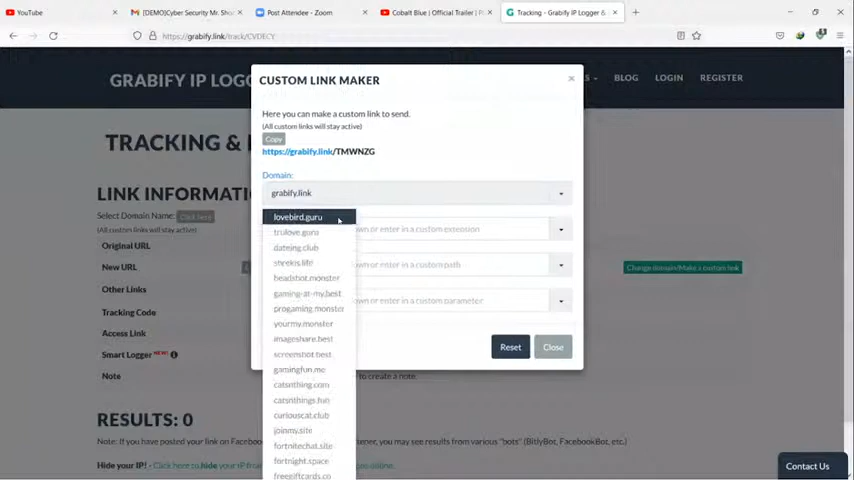 YouTube
[DEMO]Cyber Security Mr. Sho
Post Attendee - Zoom
Cobalt Blue | Official Trailer |
Tracking - Grabify IP Logger &
https://grabify.link/track/CVDECY
GRABIFY IP LOGG
BLOG
LOGIN
REGISTER
CUSTOM LINK MAKER
Here you can make a custom link to send.
(All custom links will stay active)
Copy
https://grabify.link/TMWNZG
Domain:
grabify.link
lovebird.guru
trulove.guru
dateing.club
shrekis.life
headshot.monster
gaming-at-my.best
progaming.monster
yourmy.monster
imageshare.best
screenshot.best
gamingfun.me
catsnthing.com
catsnthings.fun
curiouscat.club
joinmy.site
fortnitechat.site
fortnight.space
freegiftcards.co
own or enter in a custom extension
own or enter in a custom path
own or enter in a custom parameter
Reset
Close
TRACKING &
LINK INFORMATI
Select Domain Name: Click here
(All custom links will stay active)
Original URL
New URL
Change domain/Make a custom link
Other Links
Tracking Code
Access Link
Smart Logger NEW!
Note
to create a note.
RESULTS: 0
Note: If you have posted your link on Facebo
tener, you may see results from various "bots" (BitlyBot, FacebookBot, etc.)
Hide your IP! - Click here to hide your IP fr
online.
Contact Us